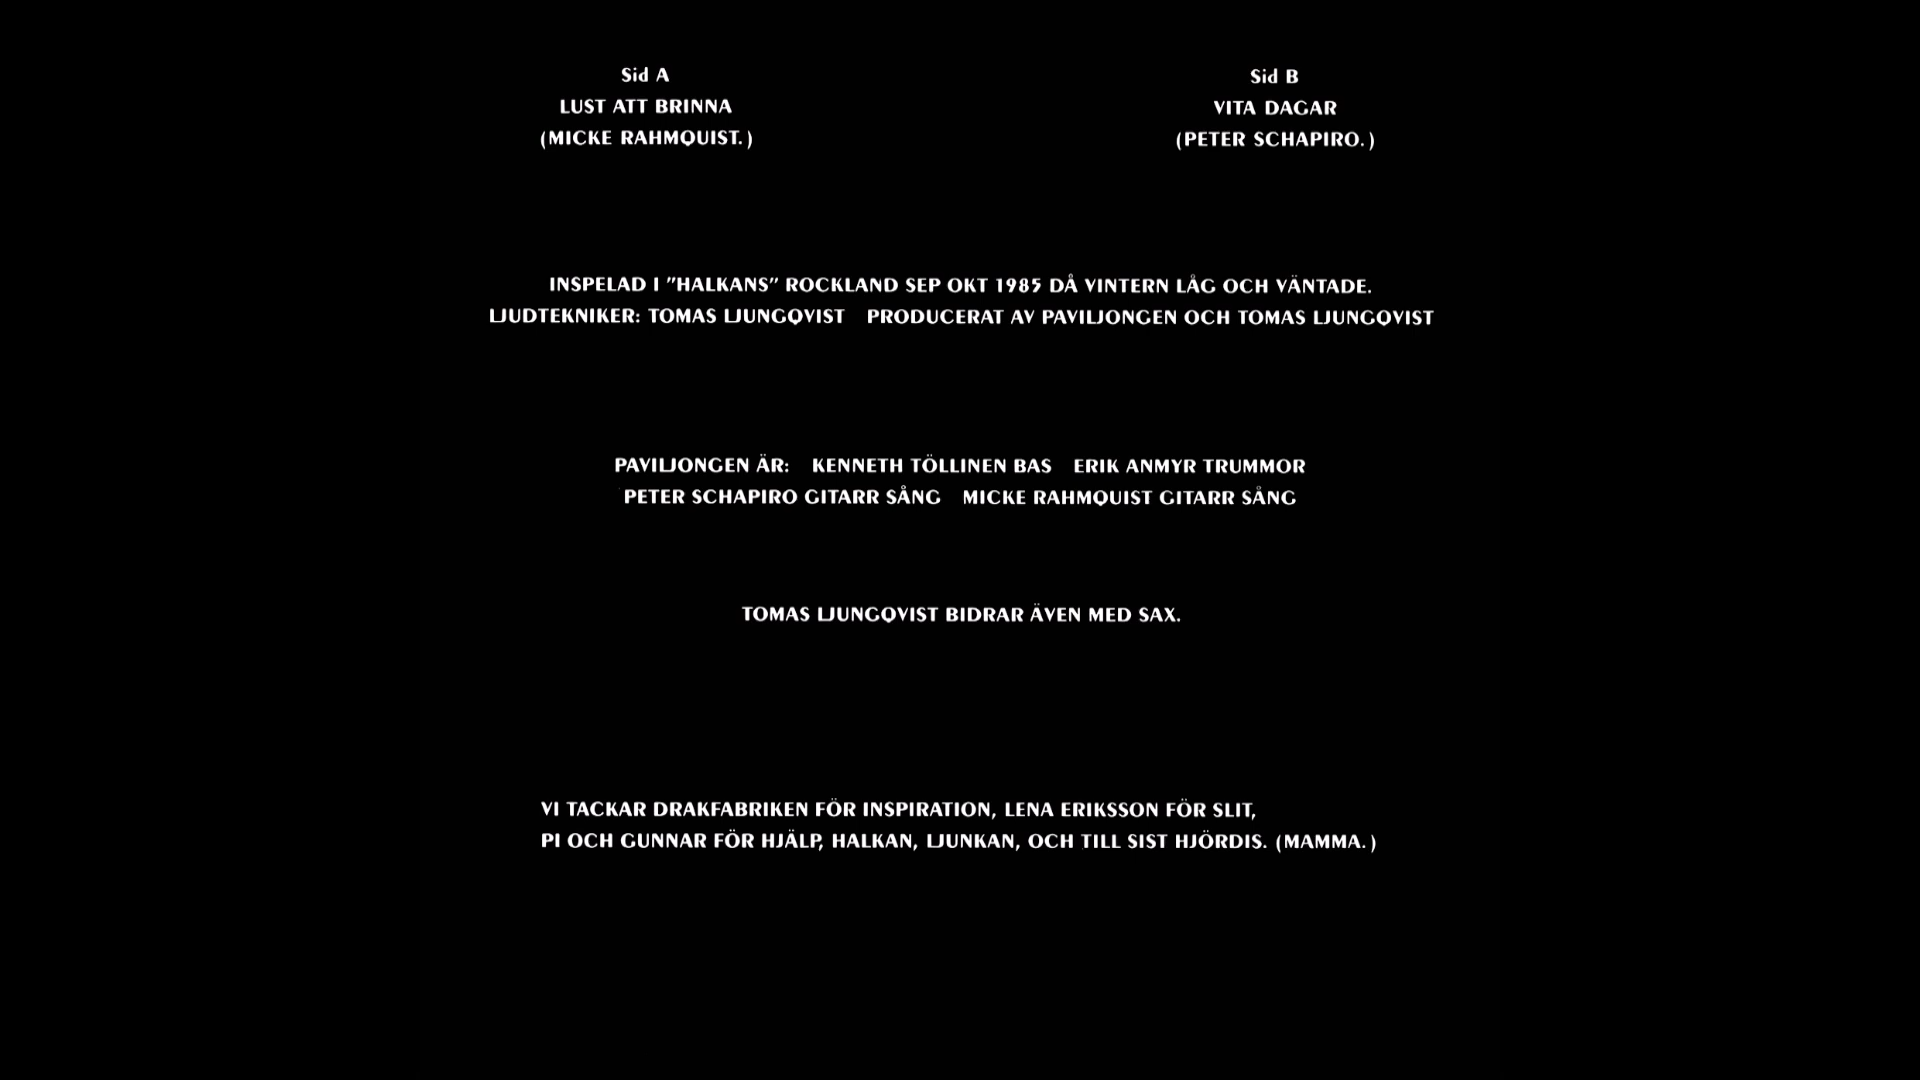 Sid A
LUST ATT BRINNA
(MICKE RAHMQUIST.)
Sid B
VITA DAGAR
(PETER SCHAPIRO.)
INSPELAD I "HALKANS" ROCKLAND SEP OKT 1985 DÅ VINTERN LÅG OCH VÄNTADE.
LJUDTEKNIKER: TOMAS LJUNGQVIST PRODUCERAT AV PAVILJONGEN OCH TOMAS LJUNGQVIST
PAVILJONGEN ÄR: KENNETH TÖLLINEN BAS ERIK ANMYR TRUMMOR
PETER SCHAPIRO GITARR SÅNG MICKE RAHMQUIST GITARR SÅNG
TOMAS LJUNGQVIST BIDRAR ÄVEN MED SAX.
VI TACKAR DRAKFABRIKEN FÖR INSPIRATION, LENA ERIKSSON FÖR SLIT,
PI OCH GUNNAR FÖR HJÄLP, HALKAN, LJUNKAN, OCH TILL SIST HJÖRDIS. (MAMMA.)